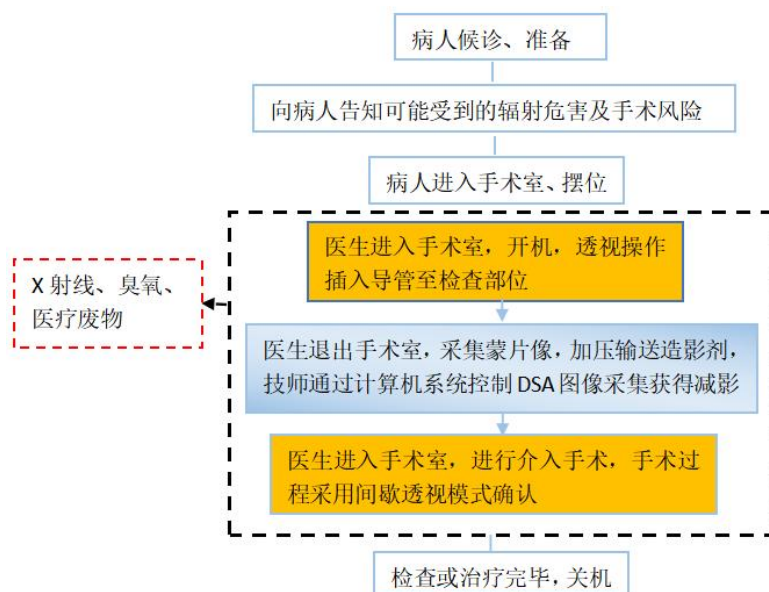 病人候诊、准备
向病人告知可能受到的辐射危害及手术风险
病人进入手术室、摆位
医生进入手术室，开机，透视操作
插入导管至检查部位
X 射线、臭氧、
医疗废物
医生退出手术室，采集蒙片像，加压输送造影剂，
技师通过计算机系统控制 DSA 图像采集获得减影
医生进入手术室，进行介入手术，手术过
程采用间歇透视模式确认
检查或治疗完毕，关机